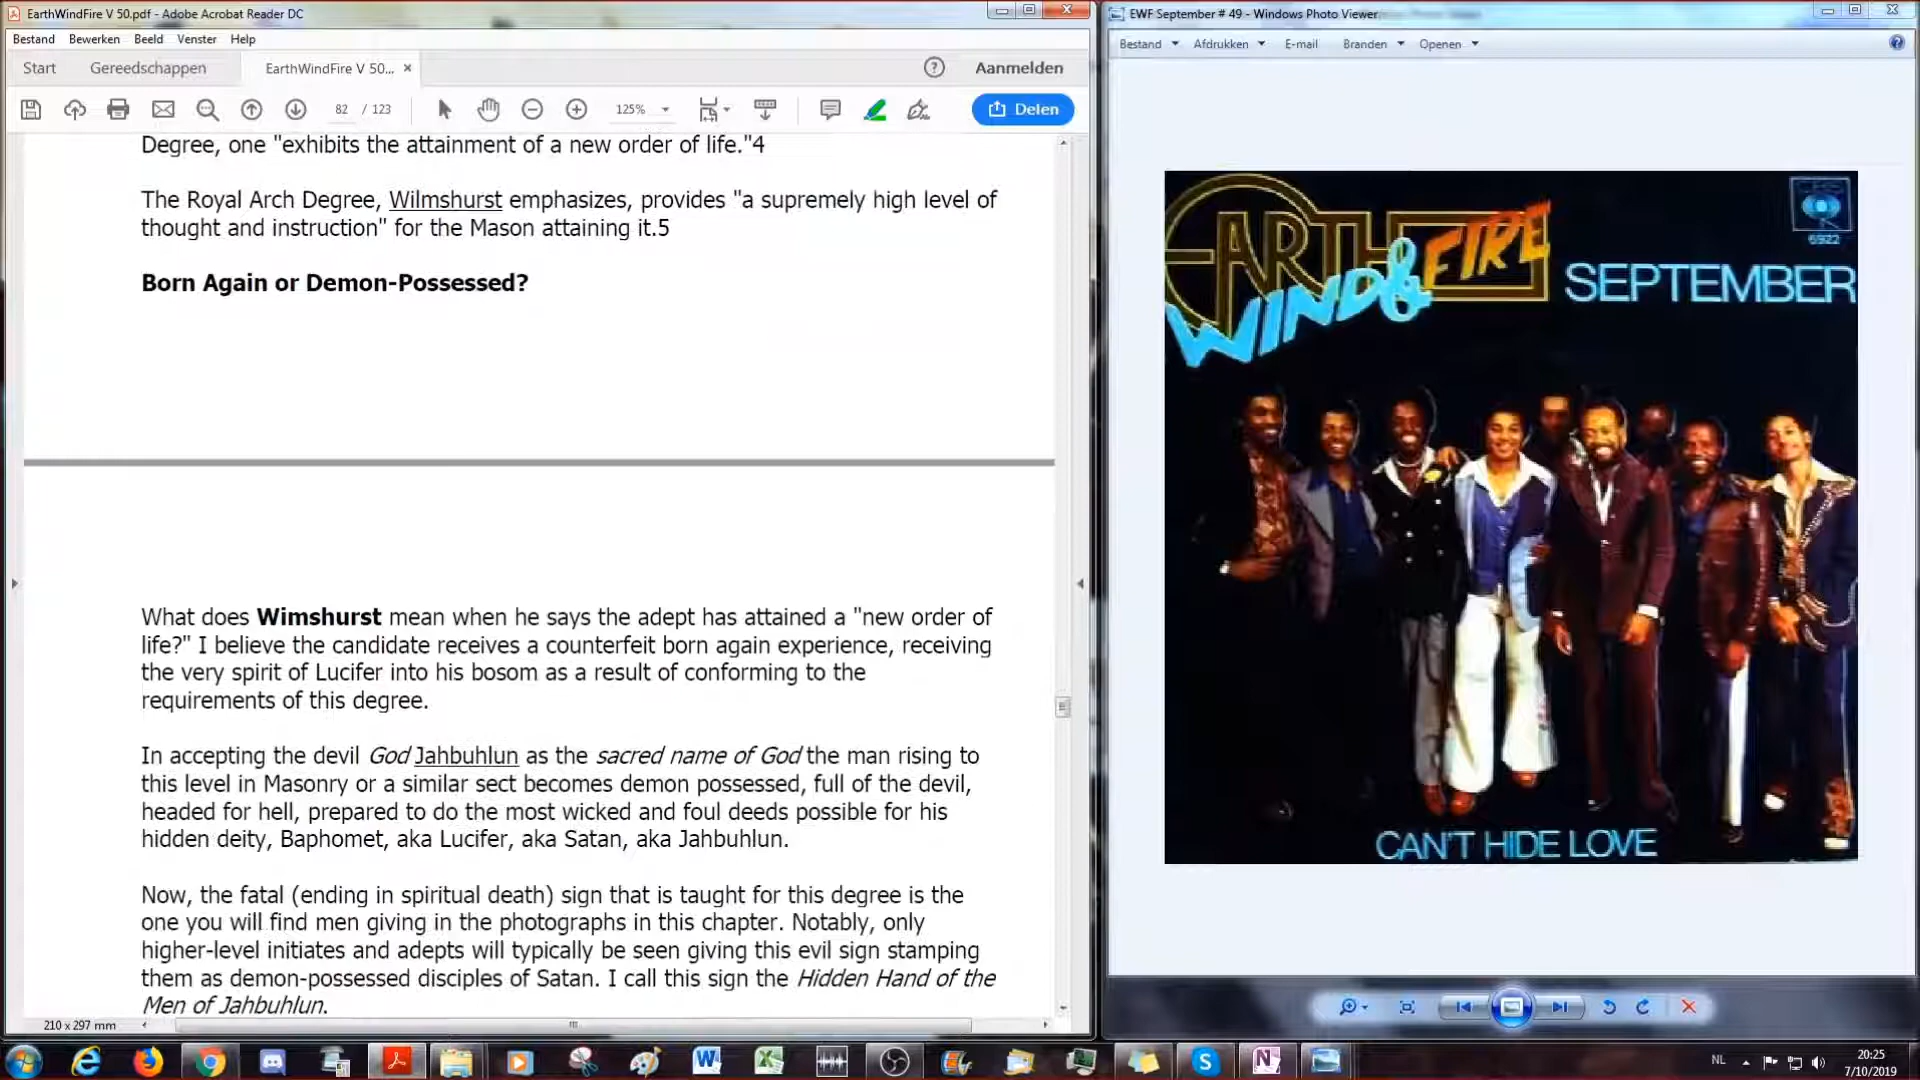 EarthWindFire V 50.pdf - Adobe Acrobat Reader DC
Bestand Bewerken Beeld Venster Help
Start Gereedschappen EarthWindFire V 50... × ? Aanmelden
82 / 123 125% Delen
Degree, one "exhibits the attainment of a new order of life."4
The Royal Arch Degree, Wilmshurst emphasizes, provides "a supremely high level of
thought and instruction" for the Mason attaining it.5
Born Again or Demon-Possessed?
What does Wimshurst mean when he says the adept has attained a "new order of
life?" I believe the candidate receives a counterfeit born again experience, receiving
the very spirit of Lucifer into his bosom as a result of conforming to the
requirements of this degree.
In accepting the devil God Jahbuhlun as the sacred name of God the man rising to
this level in Masonry or a similar sect becomes demon possessed, full of the devil,
headed for hell, prepared to do the most wicked and foul deeds possible for his
hidden deity, Baphomet, aka Lucifer, aka Satan, aka Jahbuhlun.
Now, the fatal (ending in spiritual death) sign that is taught for this degree is the
one you will find men giving in the photographs in this chapter. Notably, only
higher-level initiates and adepts will typically be seen giving this evil sign stamping
them as demon-possessed disciples of Satan. I call this sign the Hidden Hand of the
Men of Jahbuhlun.
210 x 297 mm
EWF September # 49 - Windows Photo Viewer
Bestand Afdrukken E-mail Branden Openen
EARTH
WIND & FIRE
CBS
6922
SEPTEMBER
CAN'T HIDE LOVE
NL
20:25
7/10/2019